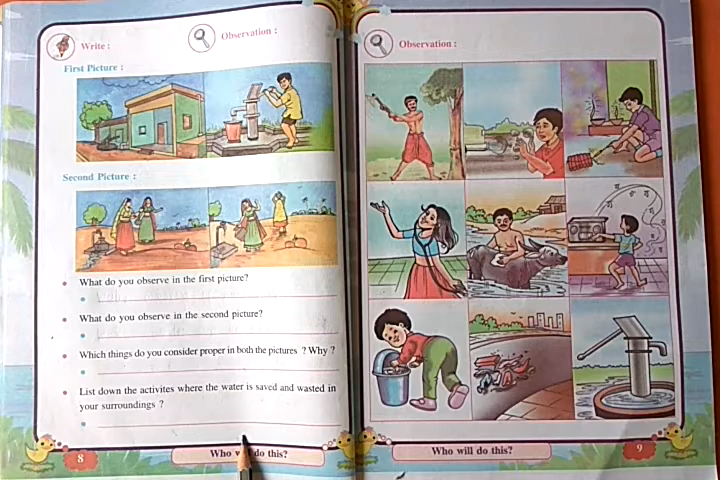 Write :
Observation :
First Picture :
Second Picture :
What do you observe in the first picture?
What do you observe in the second picture?
Which things do you consider proper in both the pictures ? Why ?
List down the activites where the water is saved and wasted in
your surroundings ?
8
Who w do this?
Observation :
Who will do this?
9